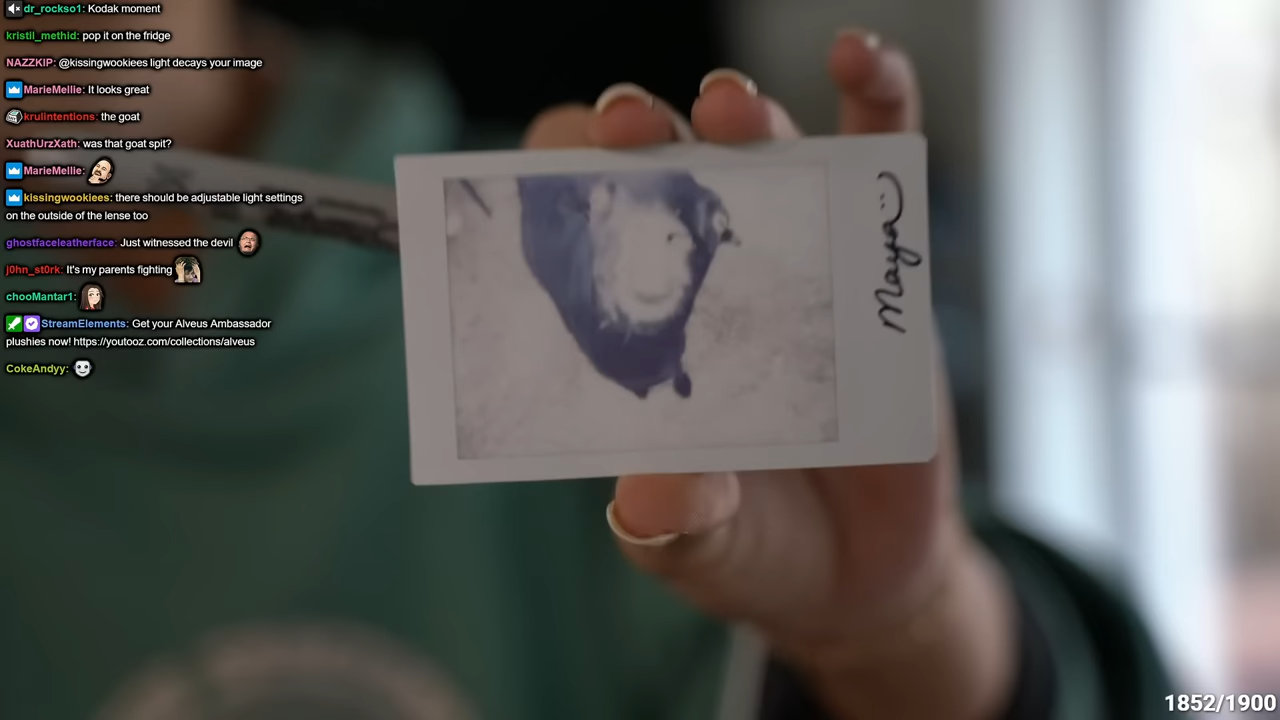 dr_rockso1: Kodak moment
kristil_methid: pop it on the fridge
NAZZKIP: @kissingwookiees light decays your image
MarieMellie: It looks great
krulintentions: the goat
XuathUrzXath: was that goat spit?
MarieMellie:
kissingwookiees: there should be adjustable light settings
on the outside of the lense too
ghostfaceleatherface: Just witnessed the devil
j0hn_st0rk: It's my parents fighting
chooMantar1:
StreamElements: Get your Alveus Ambassador
plushies now! https://youtooz.com/collections/alveus
CokeAndyy:
Maya
1852/1900